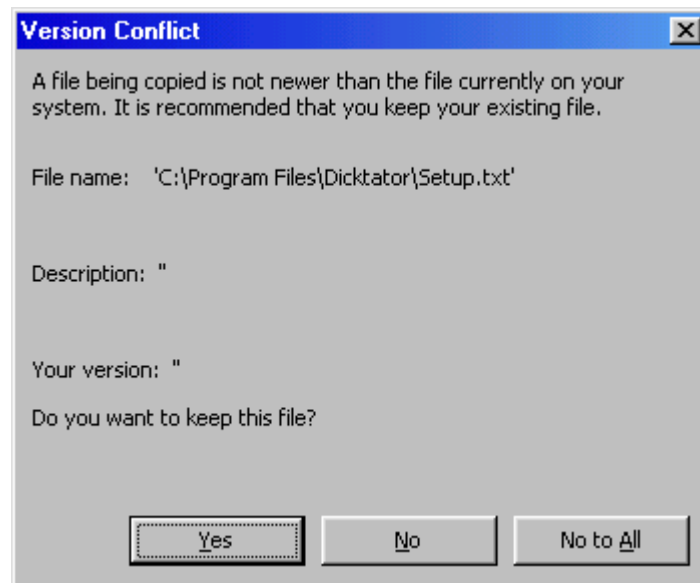 Version Conflict
A file being copied is not newer than the file currently on your
system. It is recommended that you keep your existing file.
File name: 'C:\Program Files\Dicktator\Setup.txt'
Description: ''
Your version: ''
Do you want to keep this file?
Yes No No to All